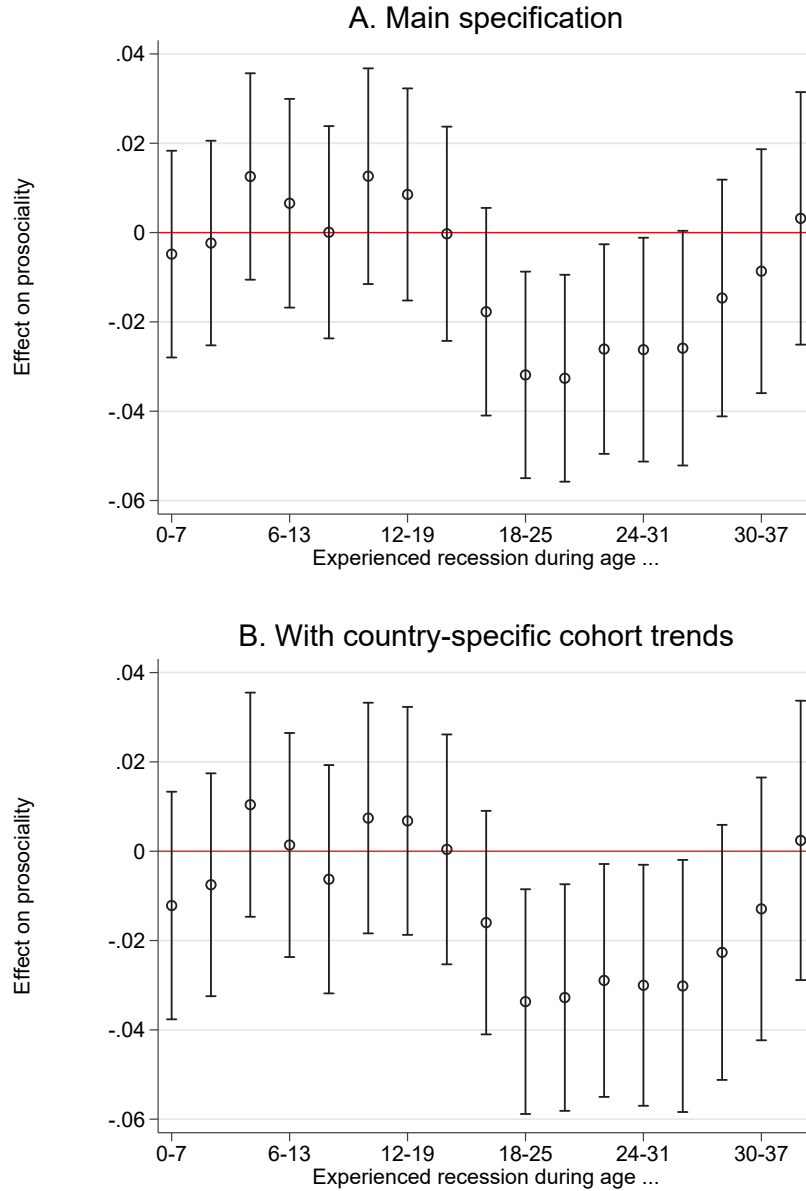 A. Main specification
Effect on prosociality
.04
.02
0
-.02
-.04
-.06
0-7 6-13 12-19 18-25 24-31 30-37
Experienced recession during age ...
B. With country-specific cohort trends
Effect on prosociality
.04
.02
0
-.02
-.04
-.06
0-7 6-13 12-19 18-25 24-31 30-37
Experienced recession during age ...